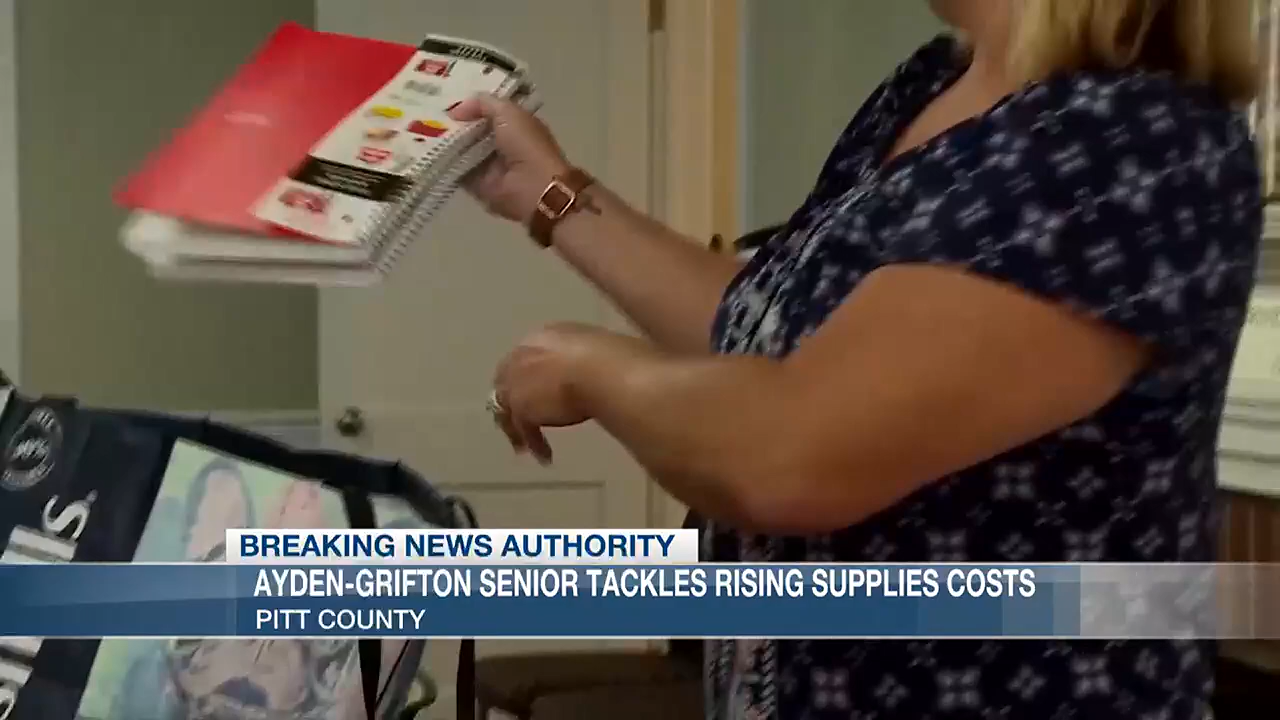 BREAKING NEWS AUTHORITY
AYDEN-GRIFTON SENIOR TACKLES RISING SUPPLIES COSTS
PITT COUNTY